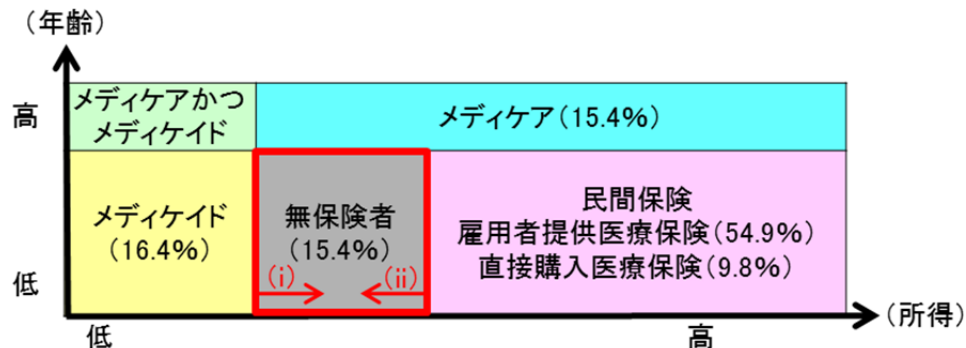 (年齢)
高
メディケアかつ
メディケイド
メディケア(15.4%)
メディケイド
(16.4%)
無保険者
(15.4%)
(i)
(ii)
民間保険
雇用者提供医療保険(54.9%)
直接購入医療保険(9.8%)
低
低
高
(所得)